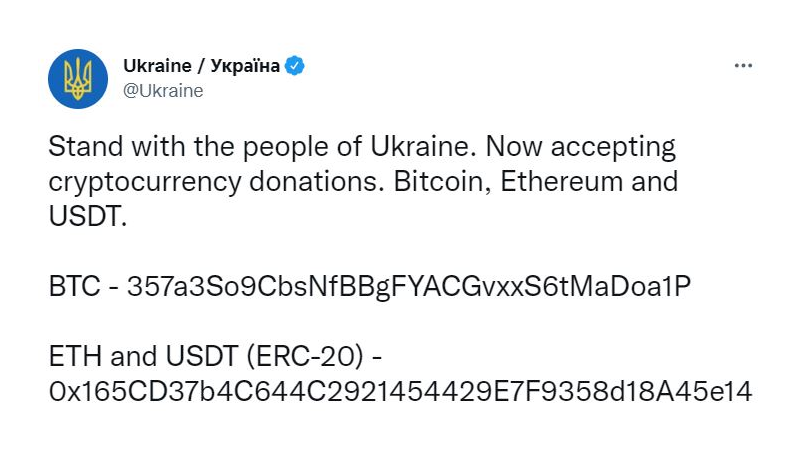 Ukraine / Україна
@Ukraine
Stand with the people of Ukraine. Now accepting
cryptocurrency donations. Bitcoin, Ethereum and
USDT.
BTC - 357a3So9CbsNfBBgFYACGvxxS6tMaDoa1P
ETH and USDT (ERC-20) -
0x165CD37b4C644C2921454429E7F9358d18A45e14